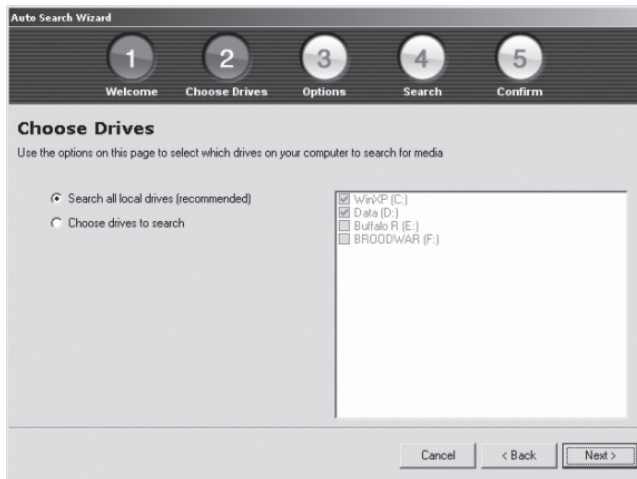 Auto Search Wizard
1 2 3 4 5
Welcome Choose Drives Options Search Confirm
Choose Drives
Use the options on this page to select which drives on your computer to search for media
Search all local drives (recommended)
Choose drives to search
WinXP (C:)
Data (D:)
Buffalo R (E:)
BROODWAR (F:)
Cancel < Back Next >